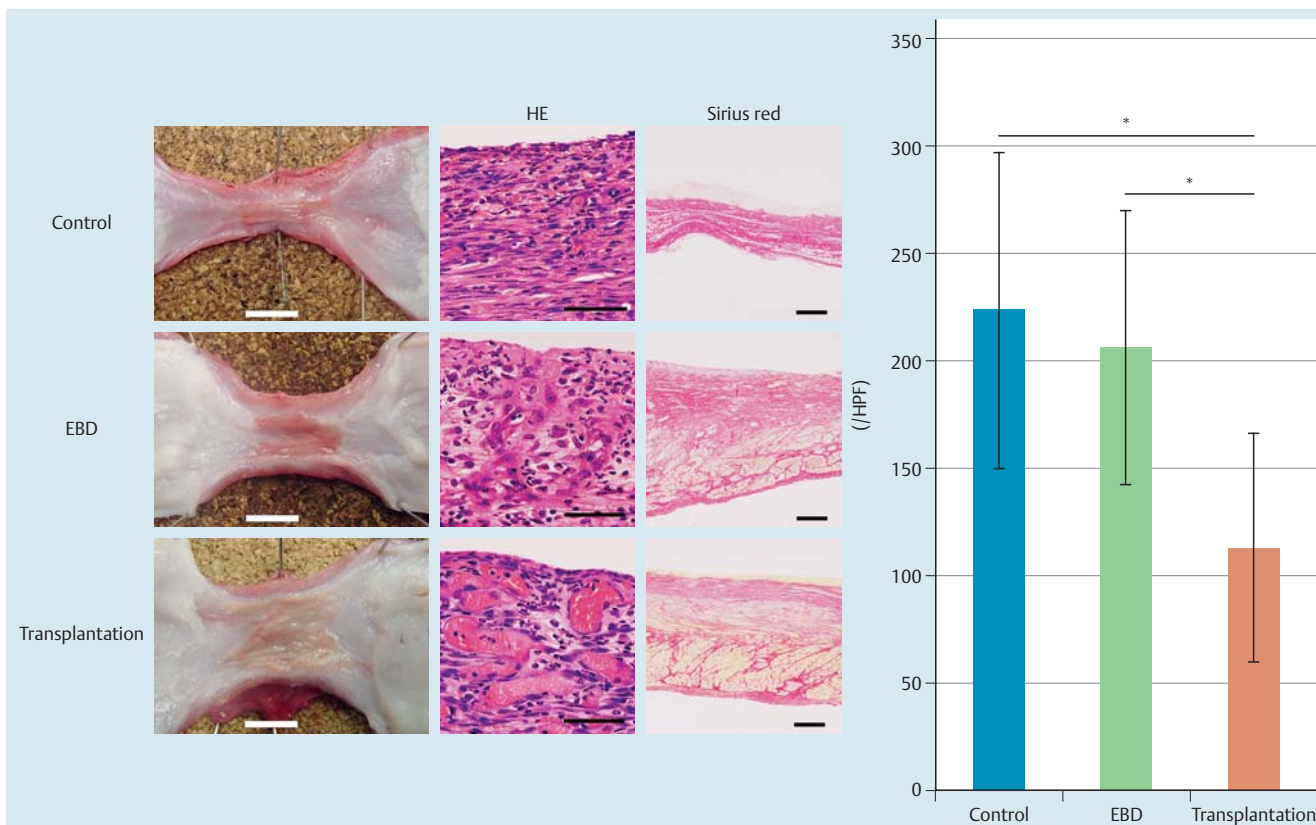 HE
Sirius red
Control
EBD
Transplantation
(/HPF)
350
300
250
200
150
100
50
0
*
*
Control
EBD
Transplantation